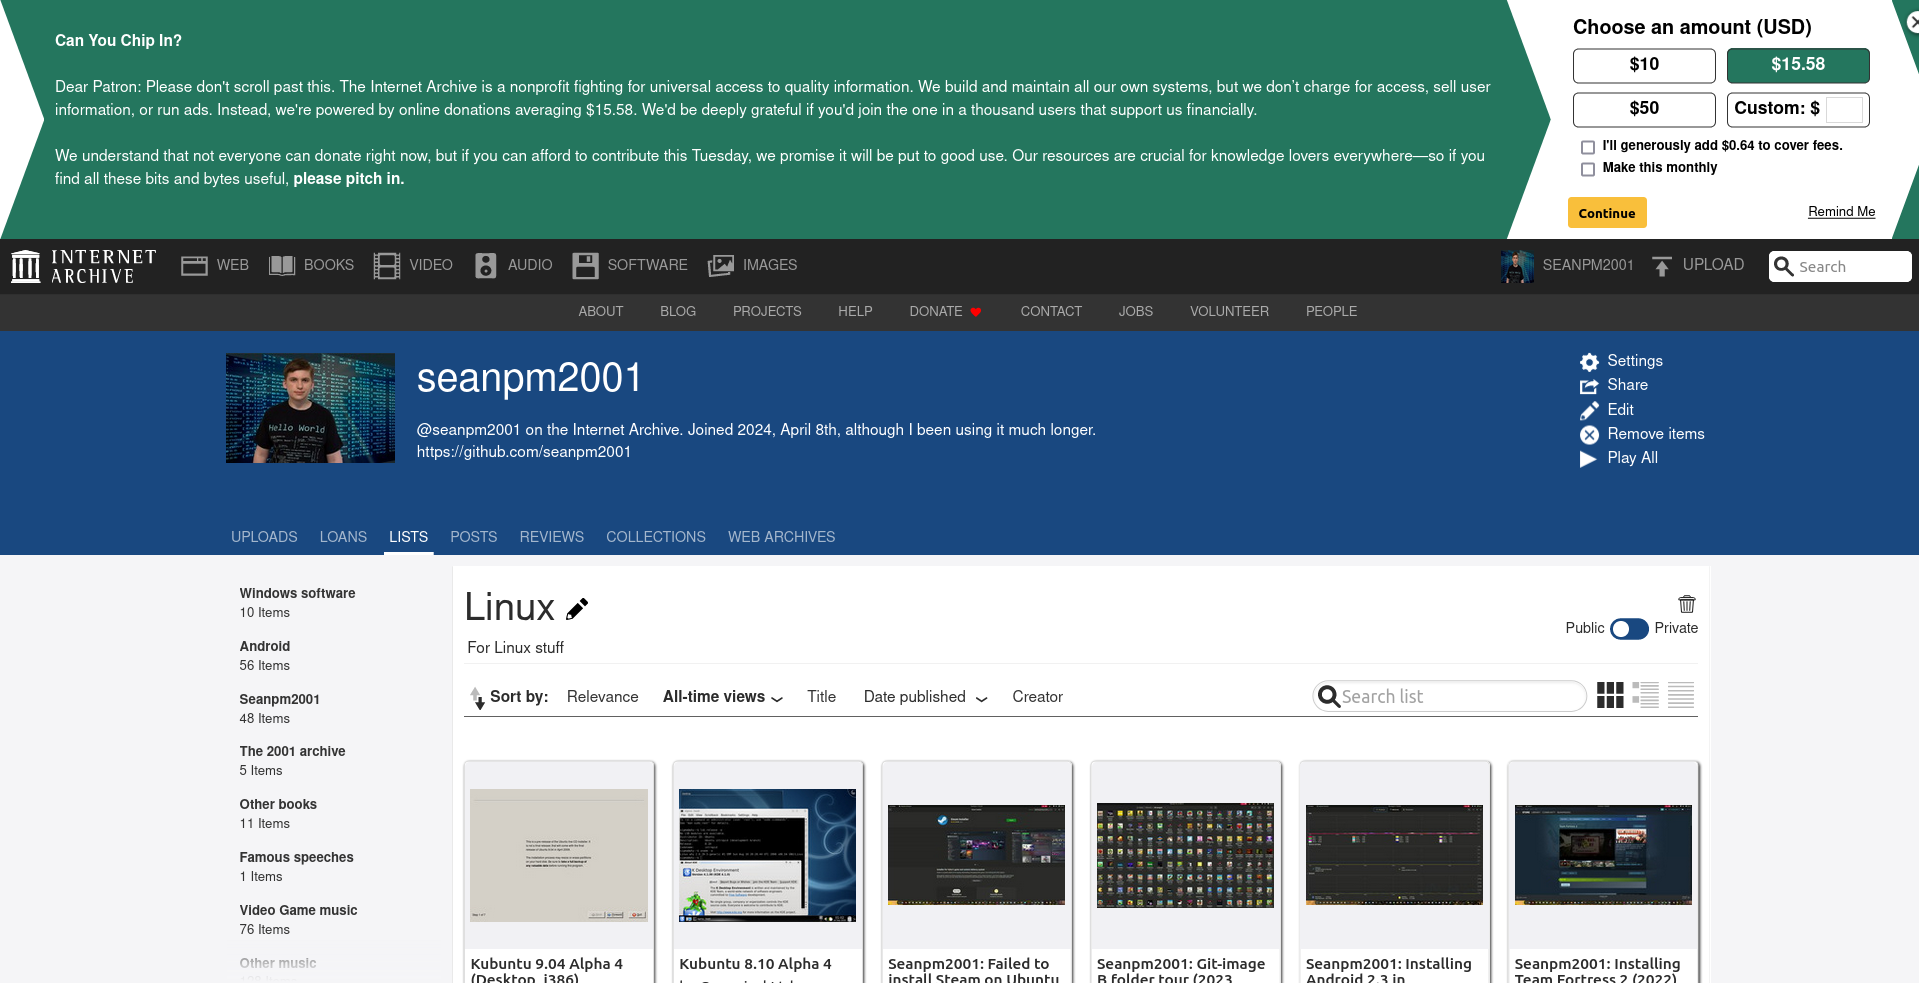 Can You Chip In?
Dear Patron: Please don't scroll past this. The Internet Archive is a nonprofit fighting for universal access to quality information. We build and maintain all our own systems, but we don't charge for access, sell user
information, or run ads. Instead, we're powered by online donations averaging $15.58. We'd be deeply grateful if you'd join the one in a thousand users that support us financially.
We understand that not everyone can donate right now, but if you can afford to contribute this Tuesday, we promise it will be put to good use. Our resources are crucial for knowledge lovers everywhere—so if you
find all these bits and bytes useful, please pitch in.
Choose an amount (USD)
$10
$15.58
$50
Custom: $
I'll generously add $0.64 to cover fees.
Make this monthly
Continue
Remind Me
INTERNET
ARCHIVE
WEB
BOOKS
VIDEO
AUDIO
SOFTWARE
IMAGES
SEANPM2001
UPLOAD
Search
ABOUT
BLOG
PROJECTS
HELP
DONATE
CONTACT
JOBS
VOLUNTEER
PEOPLE
Hello World
seanpm2001
@seanpm2001 on the Internet Archive. Joined 2024, April 8th, although I been using it much longer.
https://github.com/seanpm2001
Settings
Share
Edit
Remove items
Play All
UPLOADS
LOANS
LISTS
POSTS
REVIEWS
COLLECTIONS
WEB ARCHIVES
Windows software
10 Items
Android
56 Items
Seanpm2001
48 Items
The 2001 archive
5 Items
Other books
11 Items
Famous speeches
1 Items
Video Game music
76 Items
Other music
Linux
For Linux stuff
Public
Private
Sort by:
Relevance
All-time views
Title
Date published
Creator
Search list
Kubuntu 9.04 Alpha 4
(Desktop, i386)
Kubuntu 8.10 Alpha 4
Seanpm2001: Failed to
install Steam on Ubuntu
Seanpm2001: Git-image
B folder tour (2023
Seanpm2001: Installing
Android 2.3 in
Seanpm2001: Installing
Team Fortress 2 (2022)